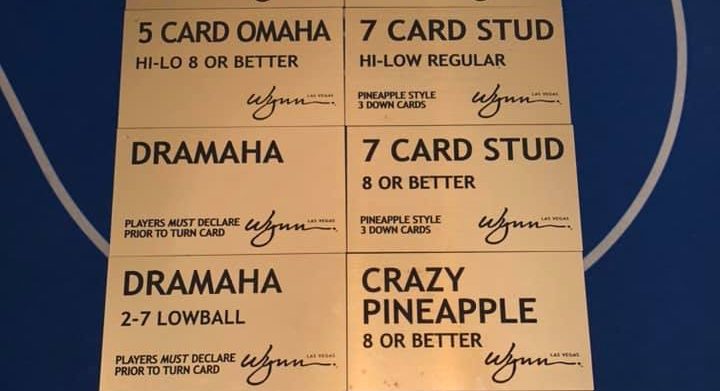 5 CARD OMAHA
HI-LO 8 OR BETTER
Wynn LAS VEGAS
7 CARD STUD
HI-LOW REGULAR
PINEAPPLE STYLE
3 DOWN CARDS
Wynn LAS VEGAS
DRAMAHA
PLAYERS MUST DECLARE
PRIOR TO TURN CARD
Wynn LAS VEGAS
7 CARD STUD
8 OR BETTER
PINEAPPLE STYLE
3 DOWN CARDS
Wynn LAS VEGAS
DRAMAHA
2-7 LOWBALL
PLAYERS MUST DECLARE
PRIOR TO TURN CARD
Wynn LAS VEGAS
CRAZY
PINEAPPLE
8 OR BETTER
Wynn LAS VEGAS